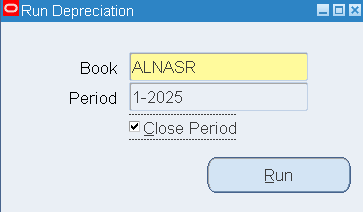 Run Depreciation
Book ALNASR
Period 1-2025
Close Period
Run